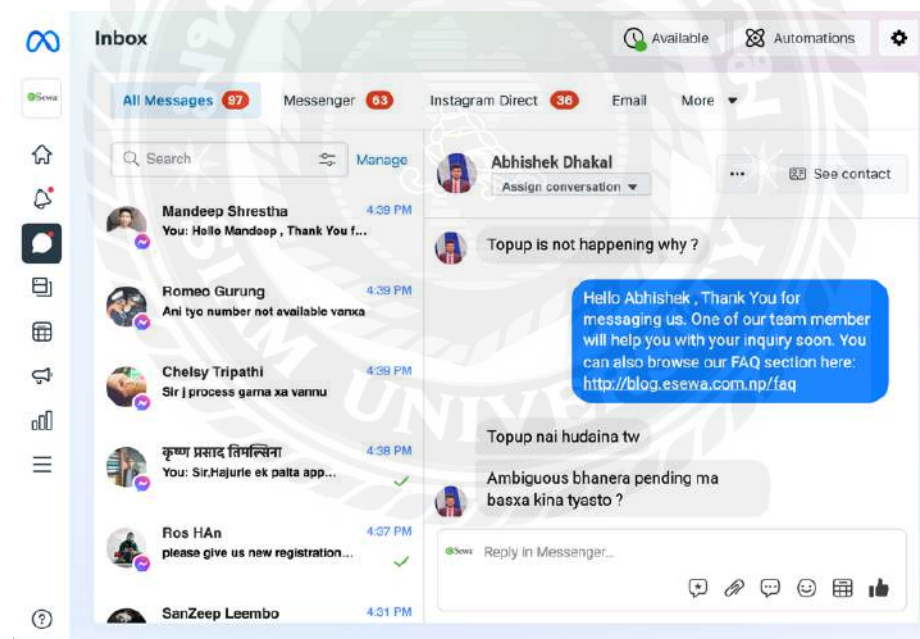 Inbox
Available
Automations
eSewa
All Messages 97
Messenger 63
Instagram Direct 36
Email
More
Search
Manage
Mandeep Shrestha 4:39 PM
You: Hello Mandeep , Thank You f...
Romeo Gurung 4:39 PM
Ani tyo number not available vanxa
Chelsy Tripathi 4:39 PM
Sir j process garna xa vannu
कृष्ण प्रसाद तिमल्सिना 4:38 PM
You: Sir,Hajurle ek palta app...
Ros HAn 4:37 PM
please give us new registration...
SanZeep Leembo 4:31 PM
Abhishek Dhakal
Assign conversation
See contact
Topup is not happening why ?
Hello Abhishek , Thank You for
messaging us. One of our team member
will help you with your inquiry soon. You
can also browse our FAQ section here:
http://blog.esewa.com.np/faq
Topup nai hudaina tw
Ambiguous bhanera pending ma
basxa kina tyasto ?
eSewa
Reply in Messenger...
SIAM UNIVERSITY